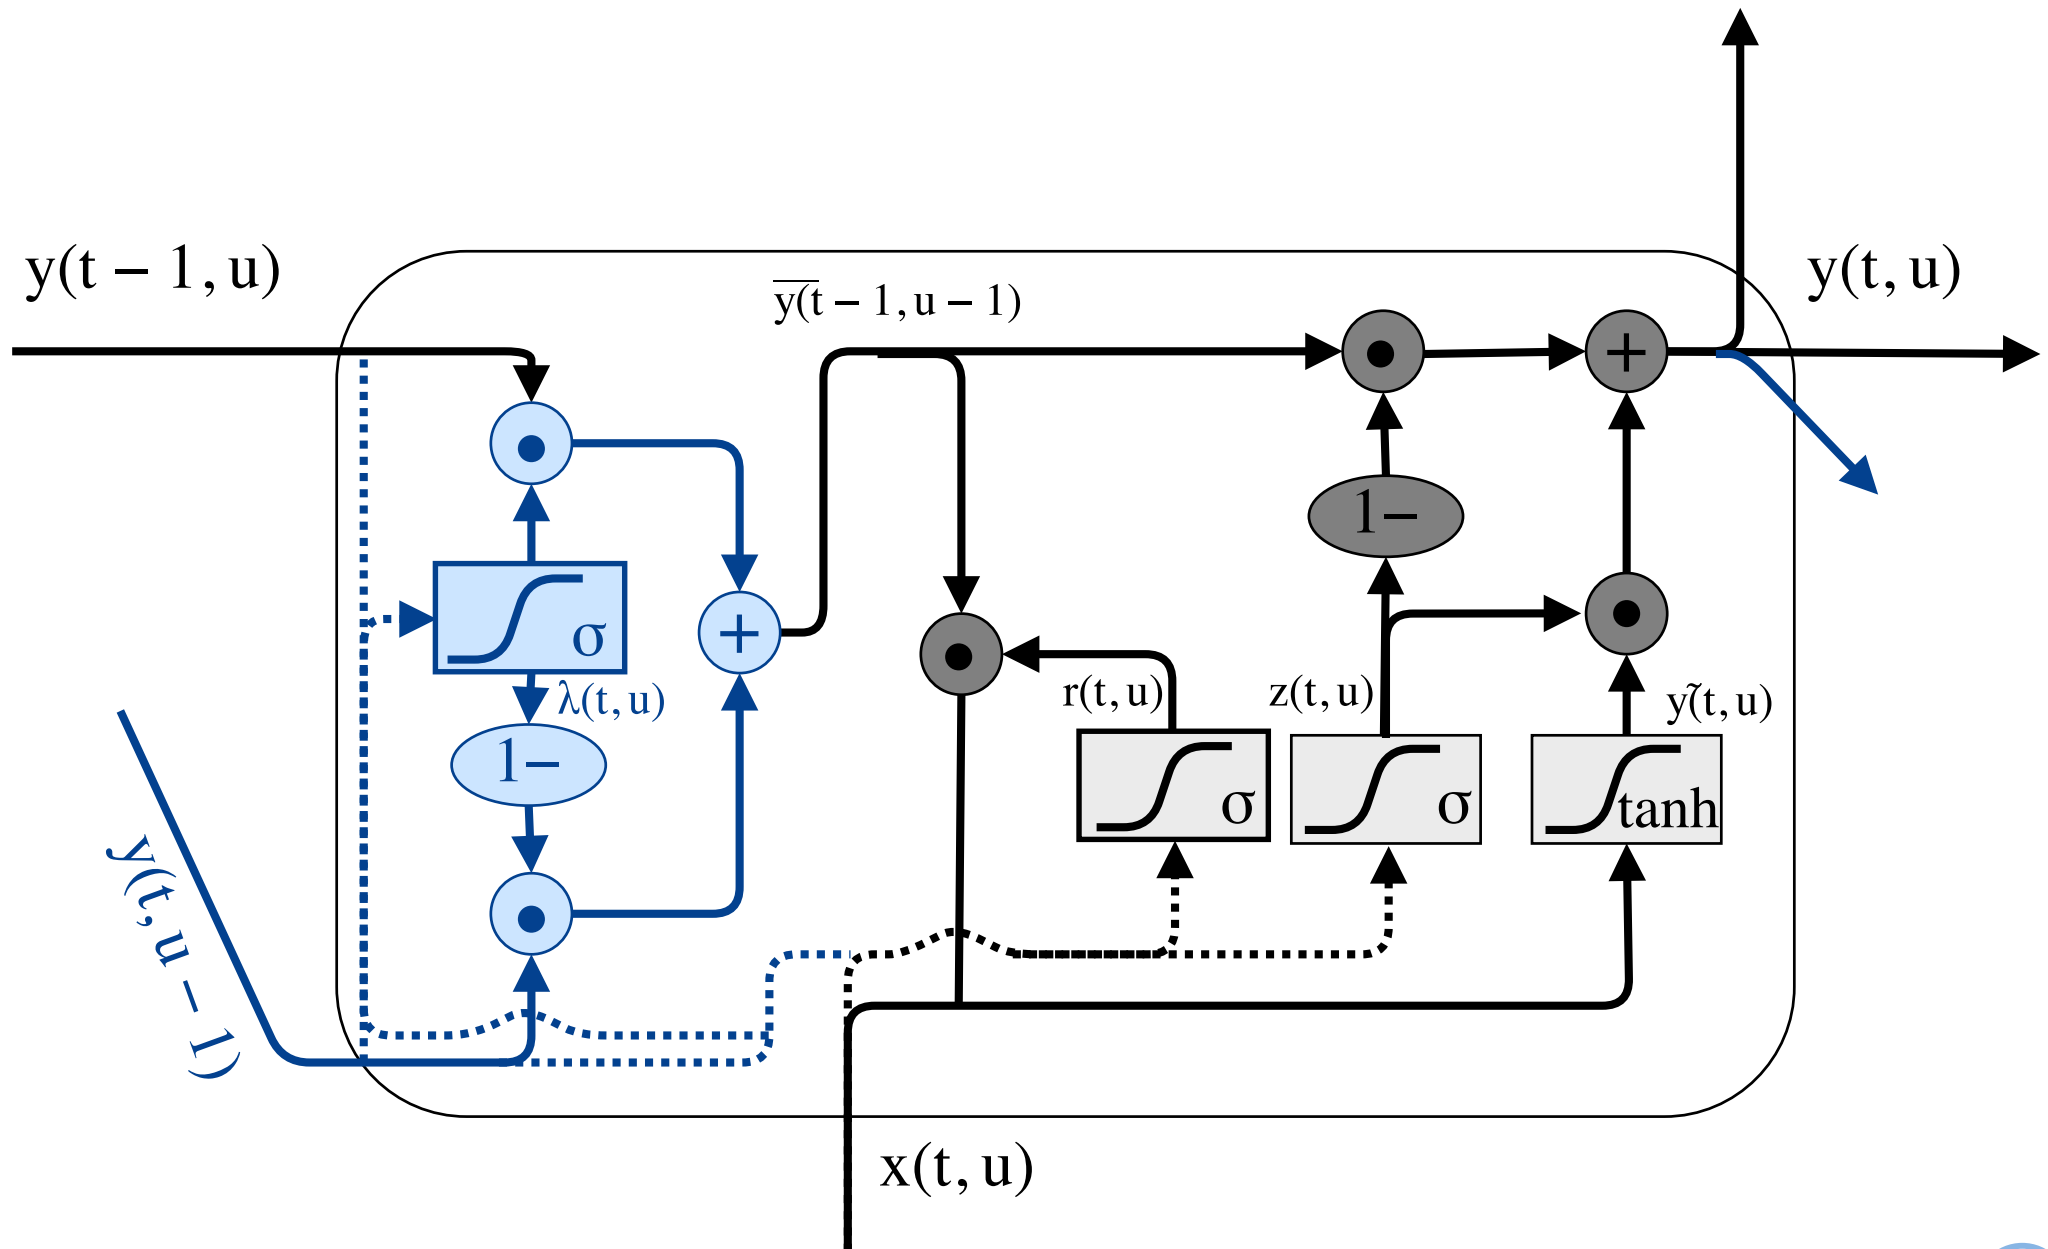 y(t − 1, u)
y(t, u)
y̅(̅t − 1, u − 1)
1−
+
σ
+
λ(t, u)
r(t, u)
z(t, u)
ỹ(t, u)
1−
σ
σ
tanh
y(t, u − 1)
x(t, u)